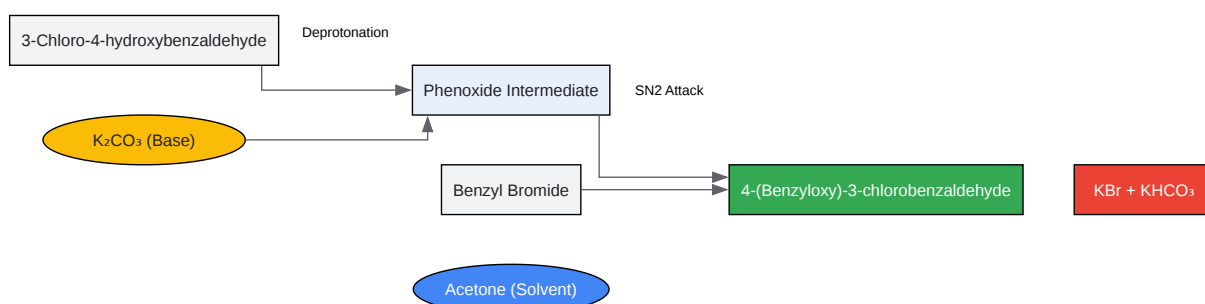 3-Chloro-4-hydroxybenzaldehyde
Deprotonation
Phenoxide Intermediate
SN2 Attack
K₂CO₃ (Base)
Benzyl Bromide
4-(Benzyloxy)-3-chlorobenzaldehyde
KBr + KHCO₃
Acetone (Solvent)